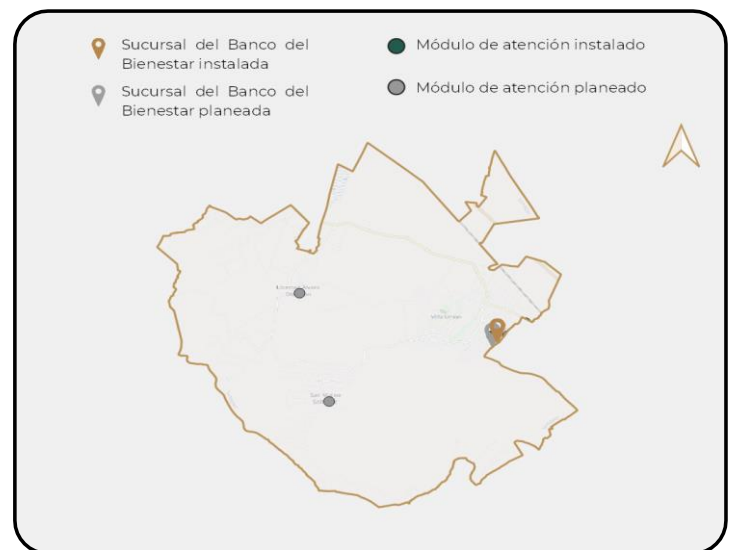 Sucursal del Banco del
Bienestar instalada
Módulo de atención instalado
Sucursal del Banco del
Bienestar planeada
Módulo de atención planeado